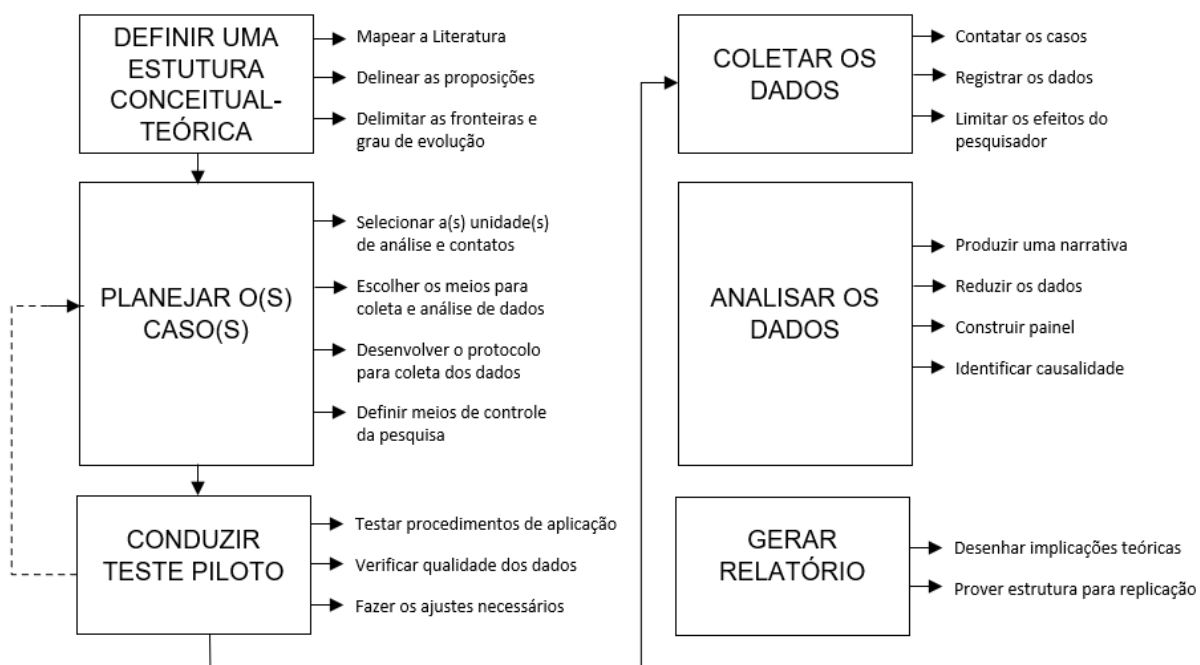 DEFINIR UMA
ESTUTURA
CONCEITUAL-
TEÓRICA
Mapear a Literatura
Delinear as proposições
Delimitar as fronteiras e
grau de evolução
PLANEJAR O(S)
CASO(S)
Selecionar a(s) unidade(s)
de análise e contatos
Escolher os meios para
coleta e análise de dados
Desenvolver o protocolo
para coleta dos dados
Definir meios de controle
da pesquisa
CONDUZIR
TESTE PILOTO
Testar procedimentos de aplicação
Verificar qualidade dos dados
Fazer os ajustes necessários
COLETAR OS
DADOS
Contatar os casos
Registrar os dados
Limitar os efeitos do
pesquisador
ANALISAR OS
DADOS
Produzir uma narrativa
Reduzir os dados
Construir painel
Identificar causalidade
GERAR
RELATÓRIO
Desenhar implicações teóricas
Prover estrutura para replicação